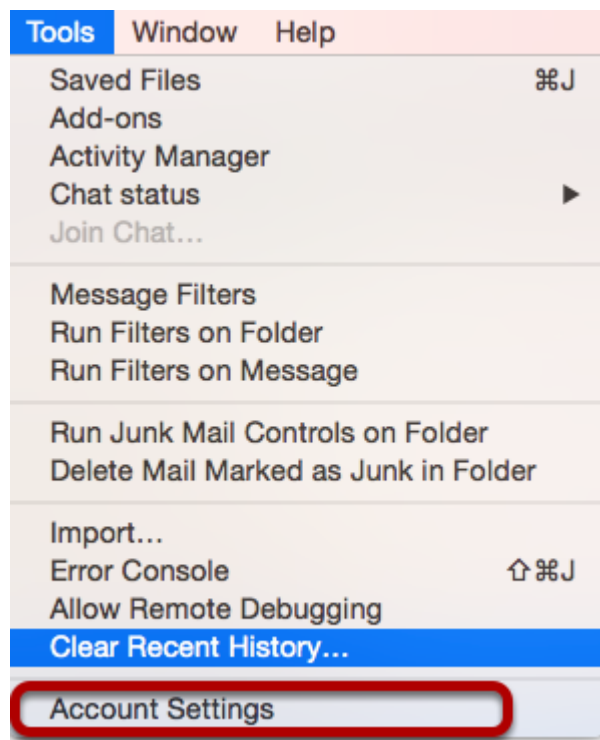 Tools Window Help
Saved Files ⌘J
Add-ons
Activity Manager
Chat status ▶
Join Chat...
Message Filters
Run Filters on Folder
Run Filters on Message
Run Junk Mail Controls on Folder
Delete Mail Marked as Junk in Folder
Import...
Error Console ⇧⌘J
Allow Remote Debugging
Clear Recent History...
Account Settings